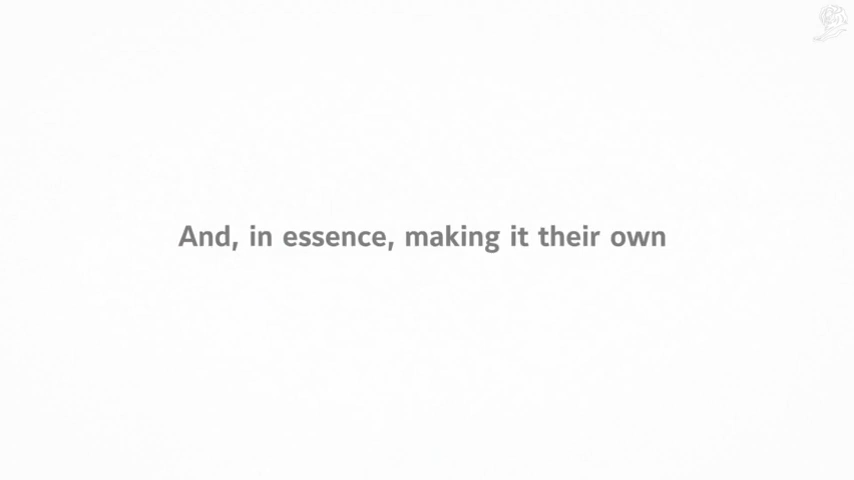 And, in essence, making it their own